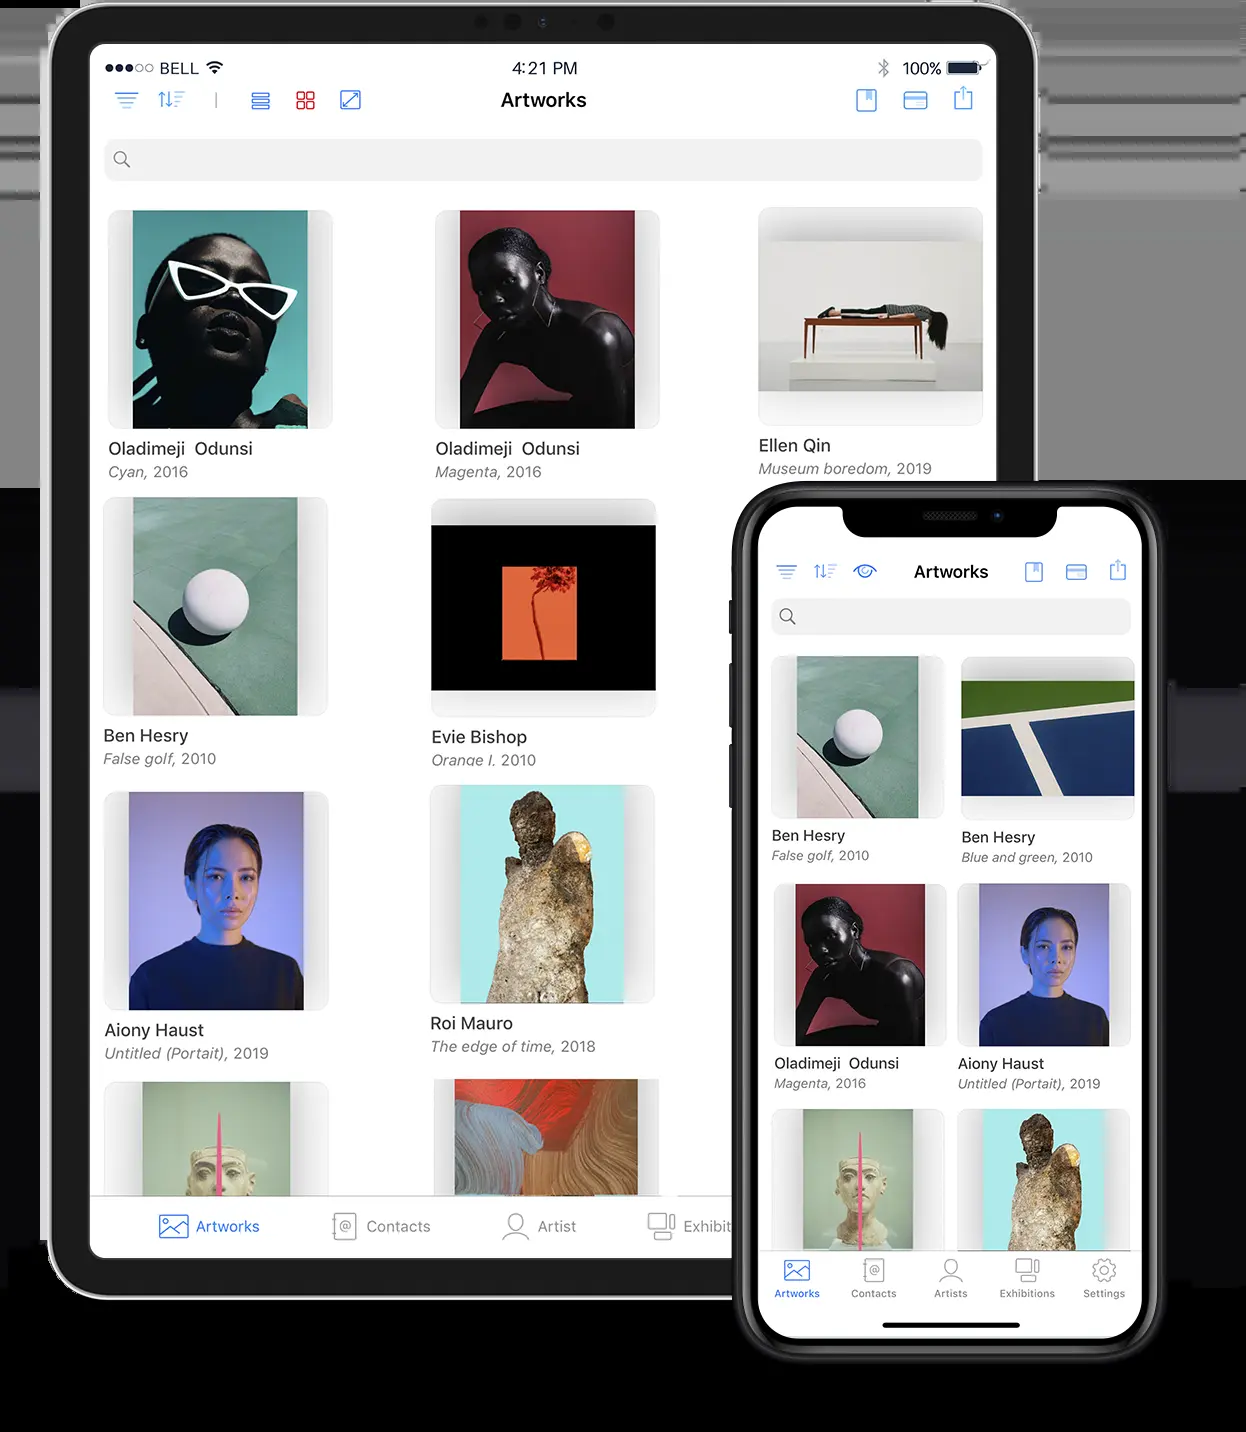 BELL 4:21 PM 100%
Artworks
Oladimeji Odunsi
Cyan, 2016
Oladimeji Odunsi
Magenta, 2016
Ellen Qin
Museum boredom, 2019
Ben Hesry
False golf, 2010
Evie Bishop
Orange I, 2010
Aiony Haust
Untitled (Portait), 2019
Roi Mauro
The edge of time, 2018
Artworks Contacts Artist Exhibit
Artworks
Ben Hesry
False golf, 2010
Ben Hesry
Blue and green, 2010
Oladimeji Odunsi
Magenta, 2016
Aiony Haust
Untitled (Portait), 2019
Artworks Contacts Artists Exhibitions Settings